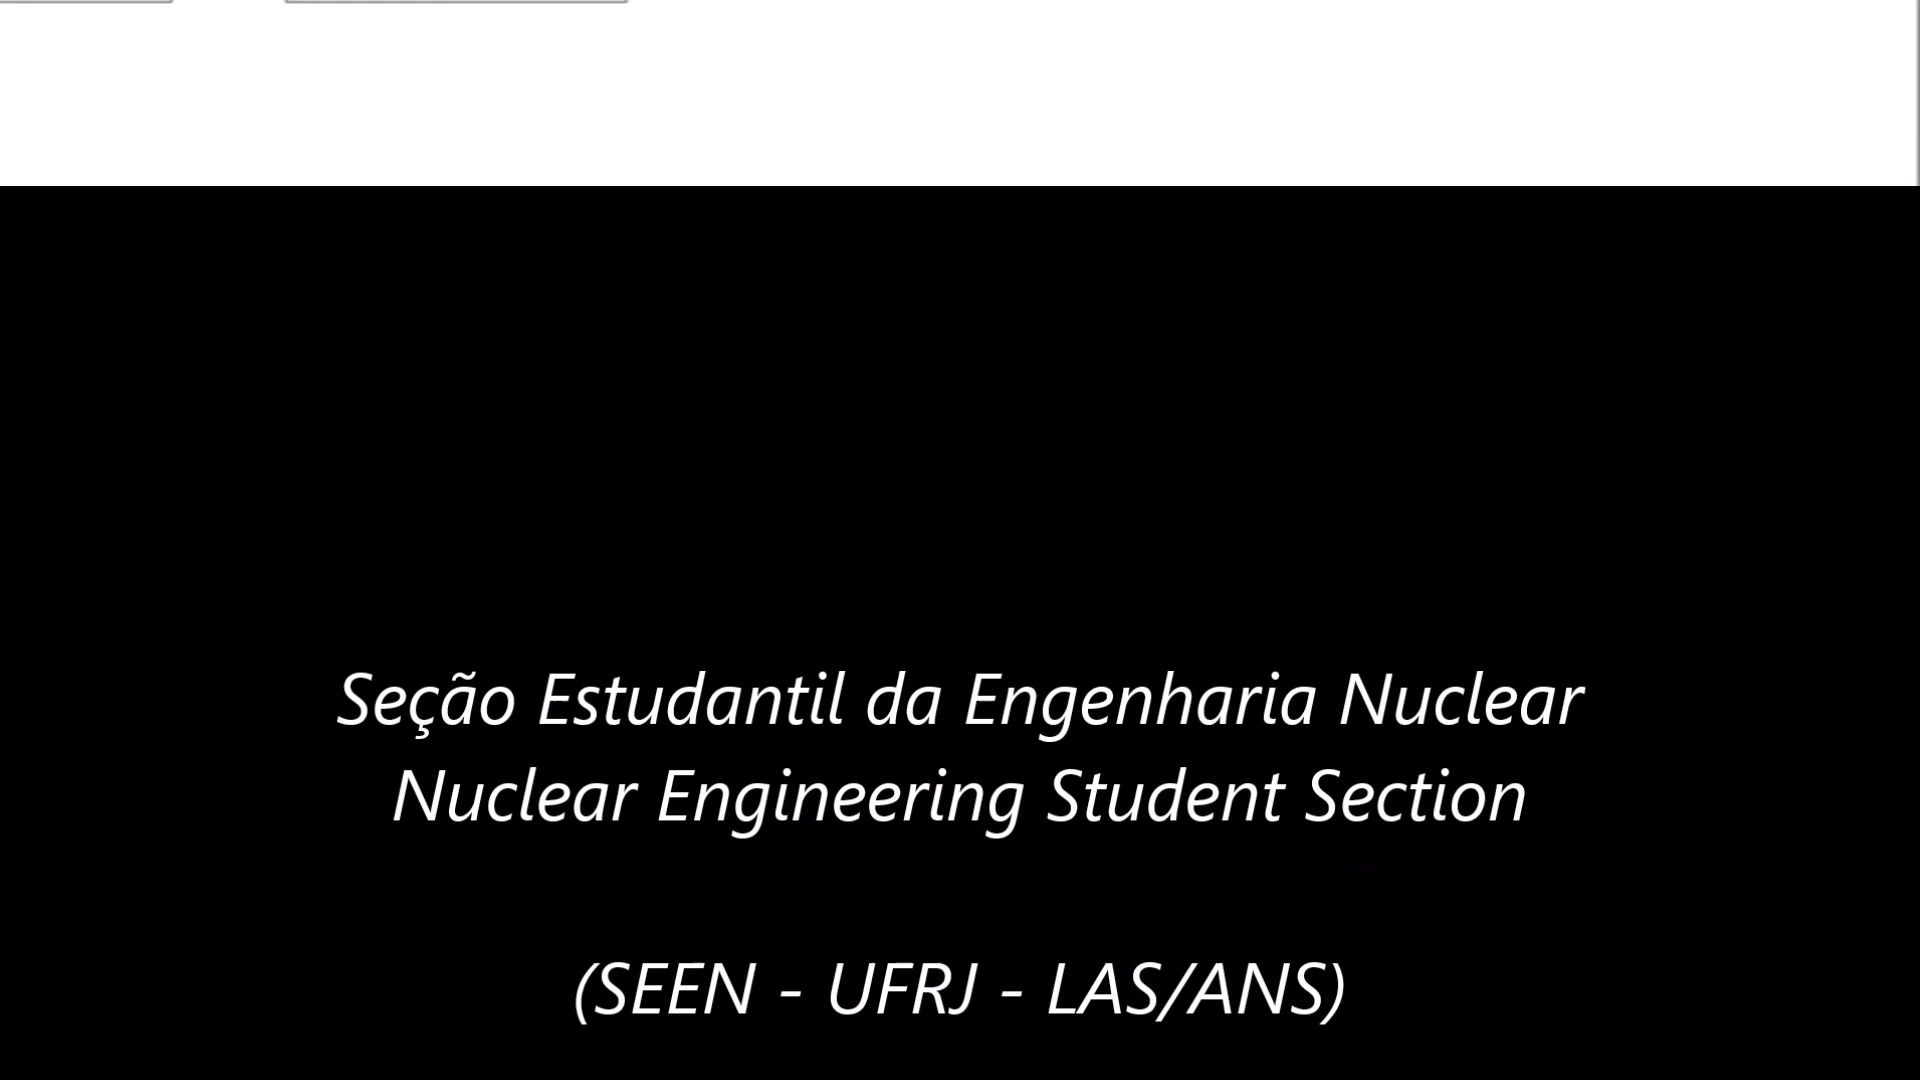 Seção Estudantil da Engenharia Nuclear
Nuclear Engineering Student Section
(SEEN - UFRJ - LAS/ANS)